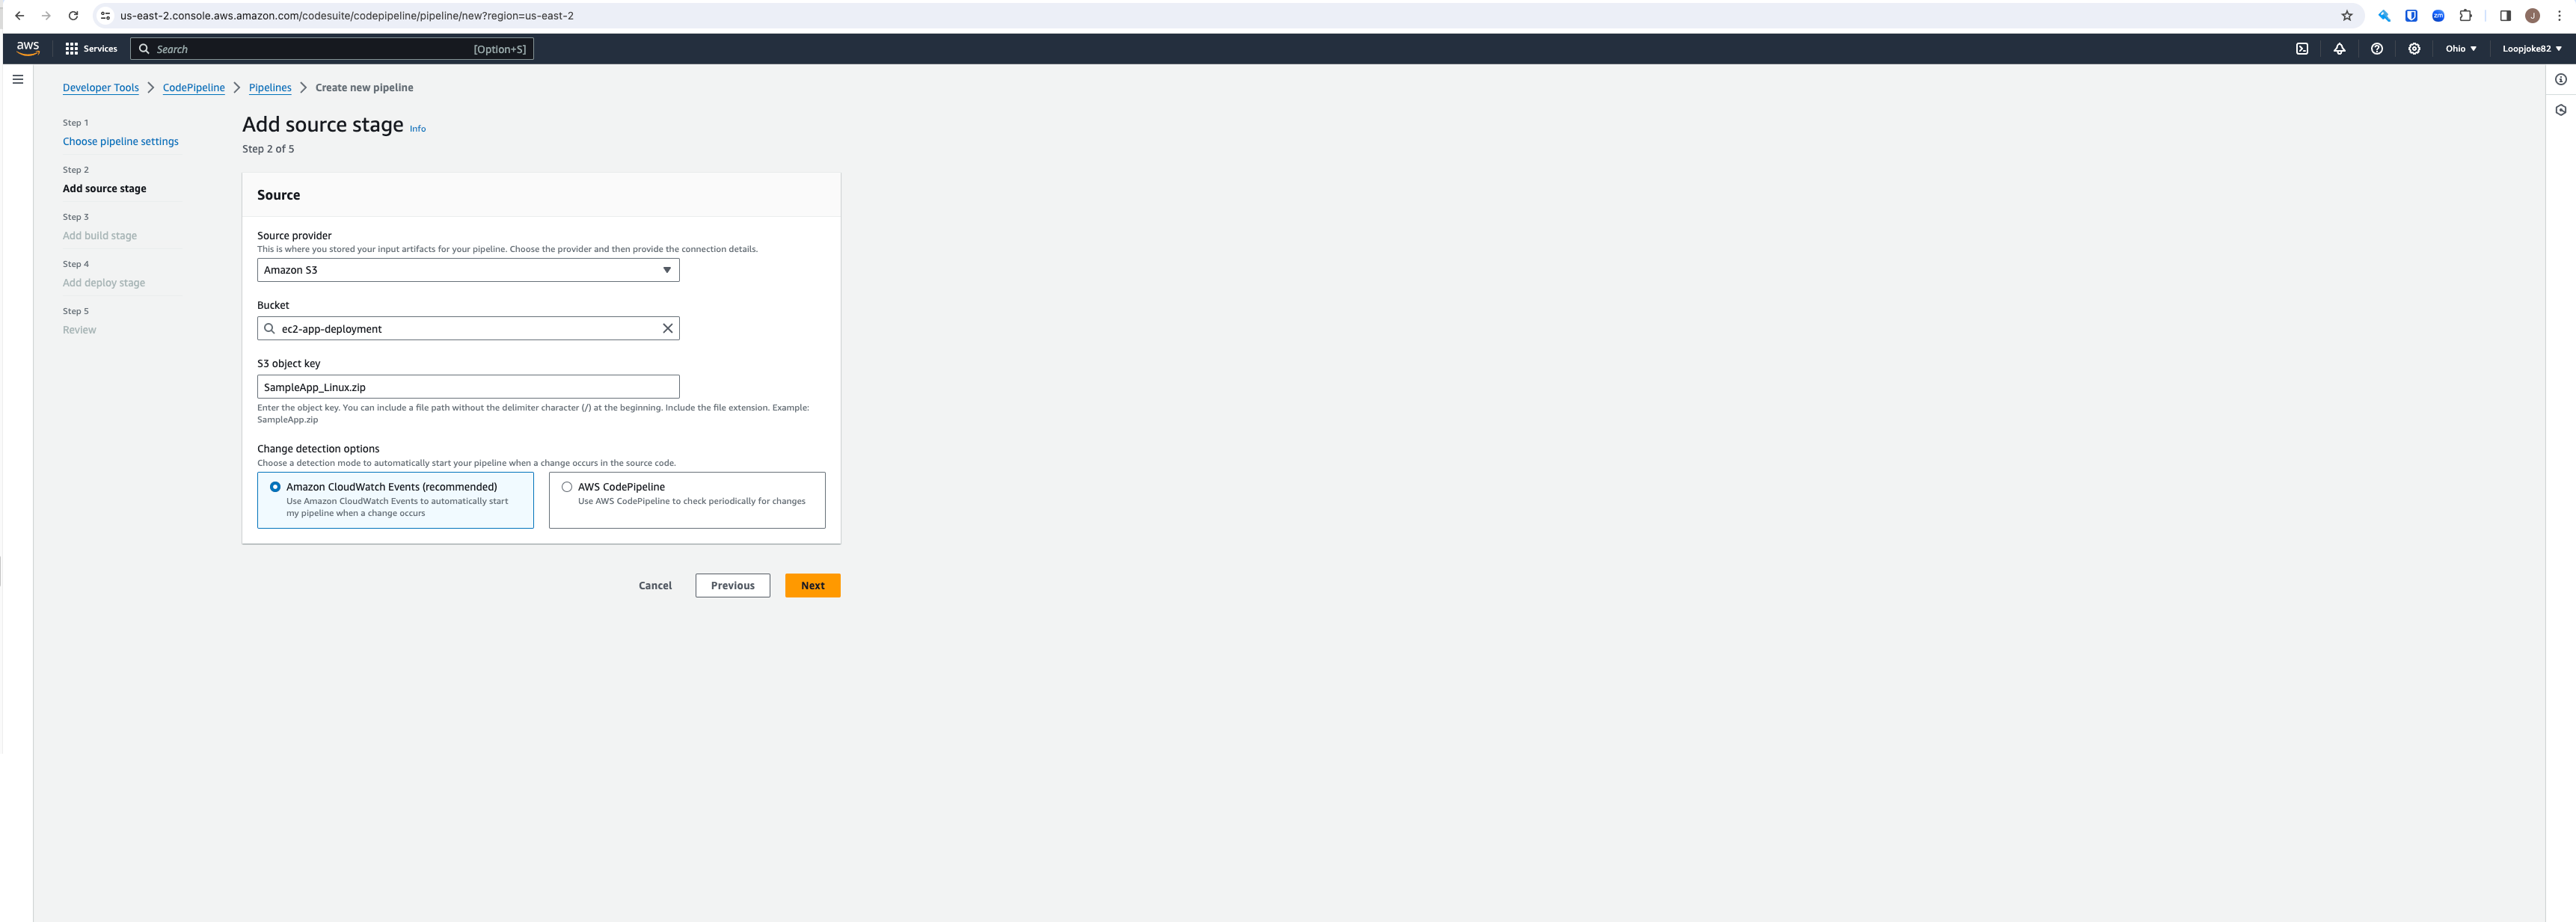 us-east-2.console.aws.amazon.com/codesuite/codepipeline/pipeline/new?region=us-east-2
zm
J
aws
Services
Search
[Option+S]
Ohio
Loopjoke82
Developer Tools
CodePipeline
Pipelines
Create new pipeline
Step 1
Choose pipeline settings
Step 2
Add source stage
Step 3
Add build stage
Step 4
Add deploy stage
Step 5
Review
Add source stage Info
Step 2 of 5
Source
Source provider
This is where you stored your input artifacts for your pipeline. Choose the provider and then provide the connection details.
Amazon S3
Bucket
ec2-app-deployment
S3 object key
SampleApp_Linux.zip
Enter the object key. You can include a file path without the delimiter character (/) at the beginning. Include the file extension. Example:
SampleApp.zip
Change detection options
Choose a detection mode to automatically start your pipeline when a change occurs in the source code.
Amazon CloudWatch Events (recommended)
Use Amazon CloudWatch Events to automatically start
my pipeline when a change occurs
AWS CodePipeline
Use AWS CodePipeline to check periodically for changes
Cancel
Previous
Next